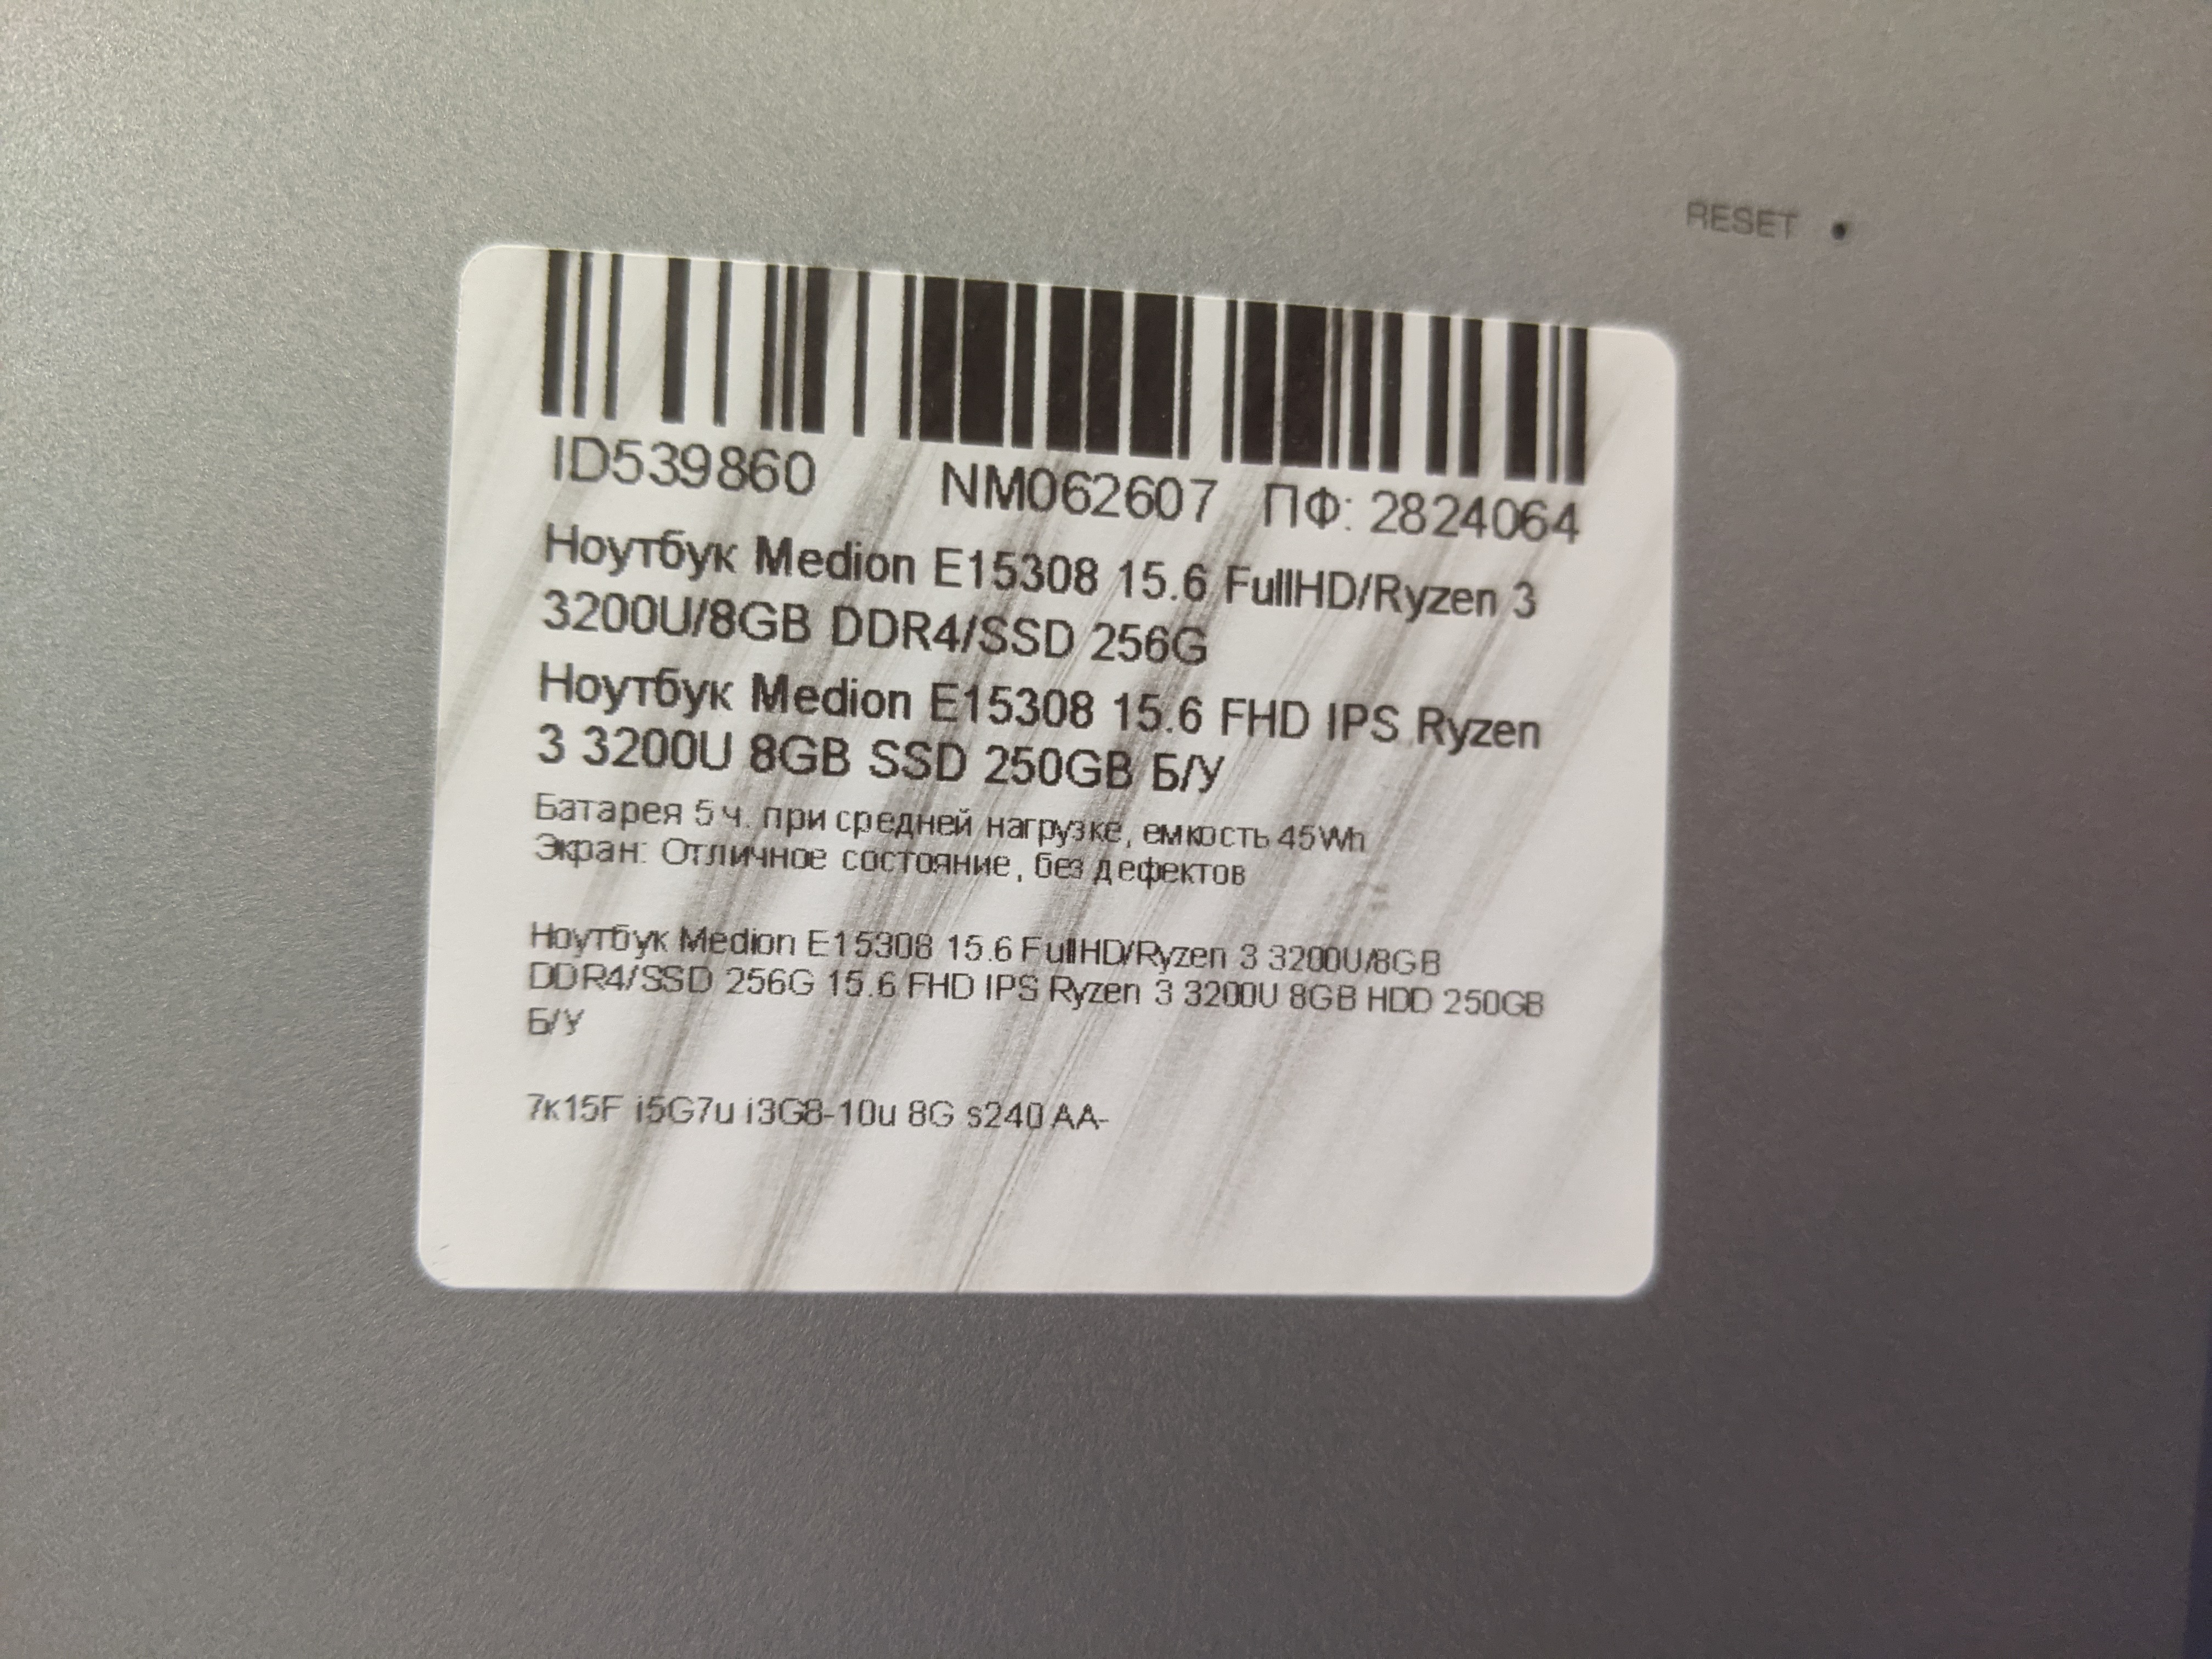 RESET
ID539860 NM062607 ПФ: 2824064
Ноутбук Medion E15308 15.6 FullHD/Ryzen 3
3200U/8GB DDR4/SSD 256G
Ноутбук Medion E15308 15.6 FHD IPS Ryzen
3 3200U 8GB SSD 250GB Б/У
Батарея 5 ч. при средней нагрузке, емкость 45Wh
Экран: Отличное состояние, без дефектов
Ноутбук Medion E15308 15.6 FullHD/Ryzen 3 3200U/8GB
DDR4/SSD 256G 15.6 FHD IPS Ryzen 3 3200U 8GB HDD 250GB
Б/У
7к15F i5G7u i3G8-10u 8G s240 AA-